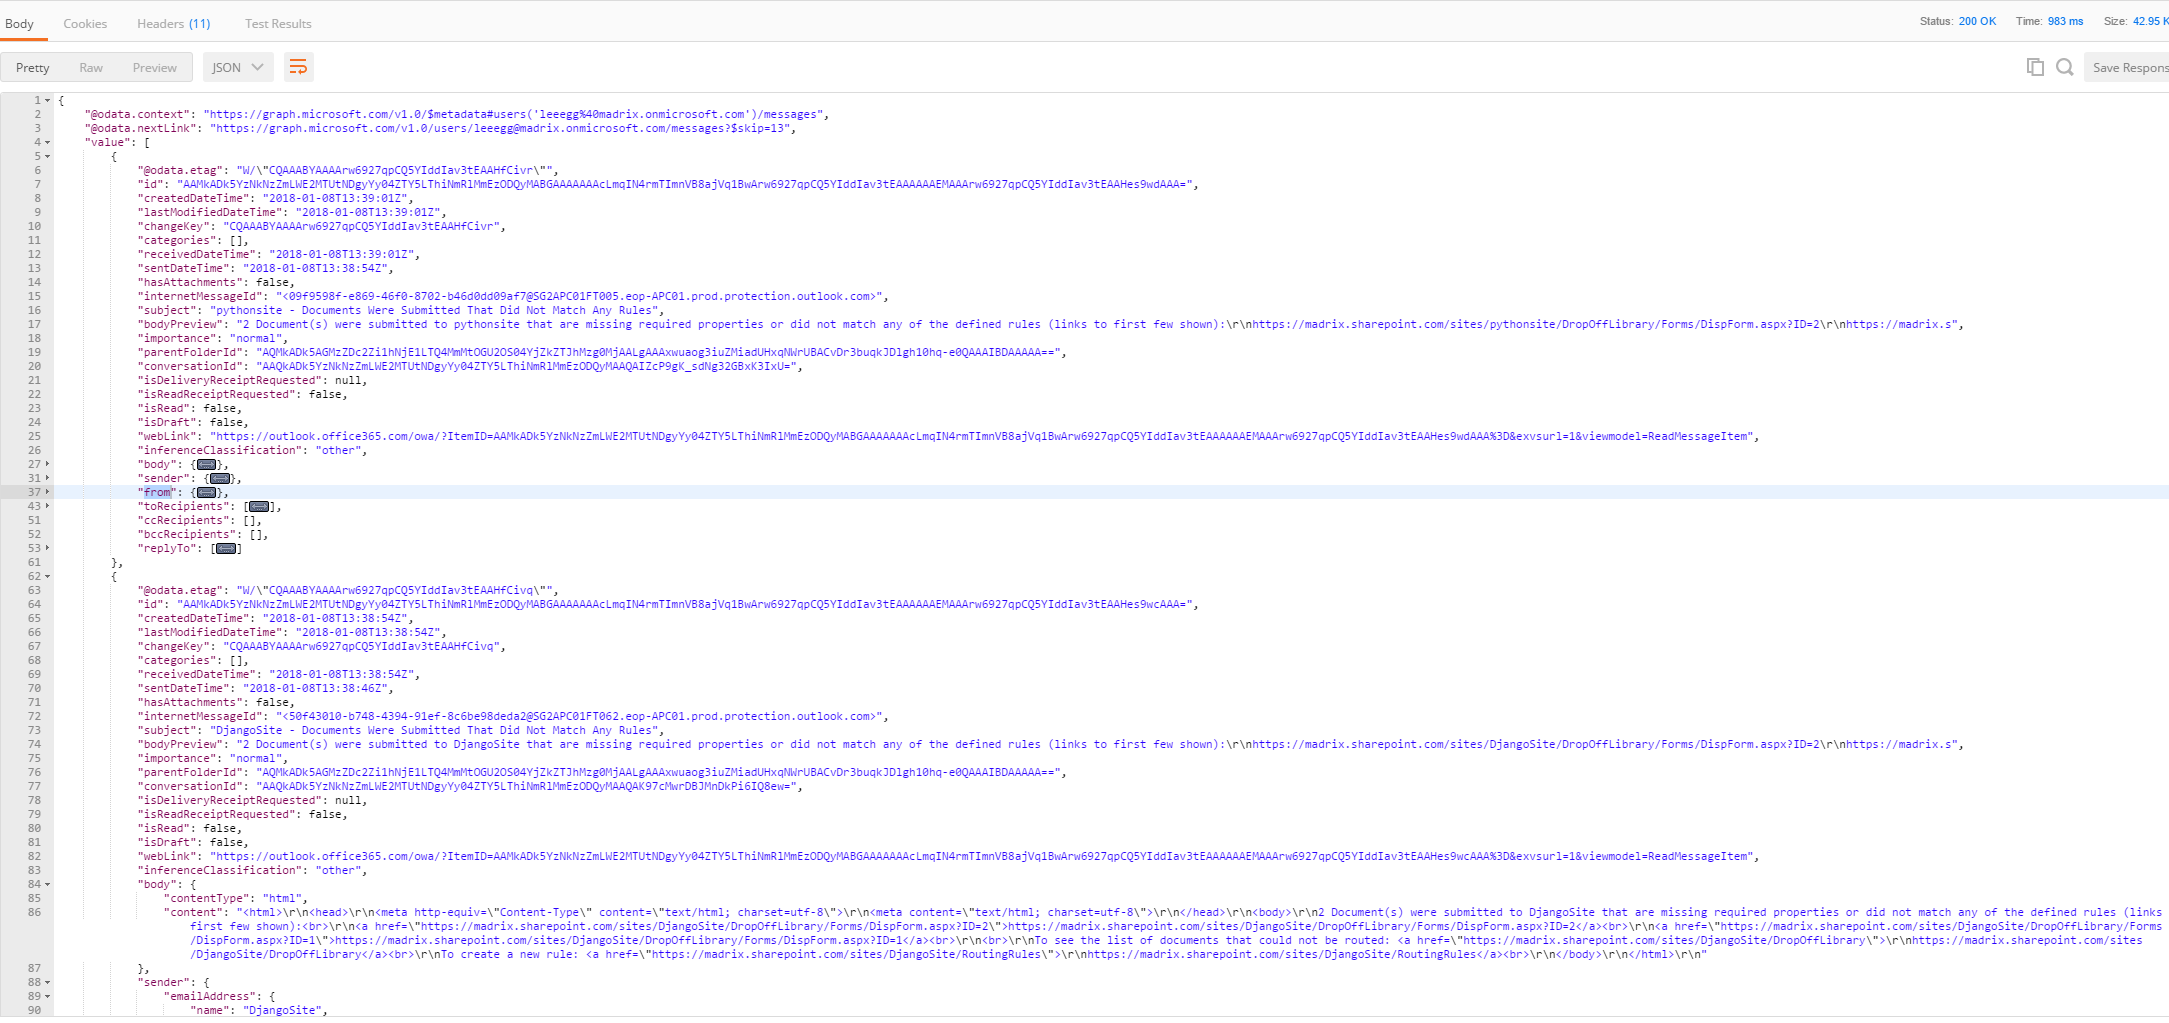 Body Cookies Headers (11) Test Results Status: 200 OK Time: 983 ms Size: 42.95 K
Pretty Raw Preview JSON Save Respons
1 {
2 "@odata.context": "https://graph.microsoft.com/v1.0/$metadata#users('leeegg%40madrix.onmicrosoft.com')/messages",
3 "@odata.nextLink": "https://graph.microsoft.com/v1.0/users/leeegg@madrix.onmicrosoft.com/messages?$skip=13",
4 "value": [
5 {
6 "@odata.etag": "W/\"CQAAABYAAAArw6927qpCQ5YIddIav3tEAAHfCivr\"",
7 "id": "AAMkADk5YzNkNzZmLWE2MTUtNDgyYy04ZTY5LThiNmRlMmEzODQyMABGAAAAAAAcLmqIN4rmTImnVB8ajVq1BwArw6927qpCQ5YIddIav3tEAAAAAAEMAAArw6927qpCQ5YIddIav3tEAAHes9wdAAA=",
8 "createdDateTime": "2018-01-08T13:39:01Z",
9 "lastModifiedDateTime": "2018-01-08T13:39:01Z",
10 "changeKey": "CQAAABYAAAArw6927qpCQ5YIddIav3tEAAHfCivr",
11 "categories": [],
12 "receivedDateTime": "2018-01-08T13:39:01Z",
13 "sentDateTime": "2018-01-08T13:38:54Z",
14 "hasAttachments": false,
15 "internetMessageId": "<09f9598f-e869-46f0-8702-b46d0dd09af7@SG2APC01FT005.eop-APC01.prod.protection.outlook.com>",
16 "subject": "pythonsite - Documents Were Submitted That Did Not Match Any Rules",
17 "bodyPreview": "2 Document(s) were submitted to pythonsite that are missing required properties or did not match any of the defined rules (links to first few shown):\r\nhttps://madrix.sharepoint.com/sites/pythonsite/DropOffLibrary/Forms/DispForm.aspx?ID=2\r\nhttps://madrix.s",
18 "importance": "normal",
19 "parentFolderId": "AQMkADk5AGMzZDc2Zi1hNjE1LTQ4MmMtOGU2OS04YjZkZTJhMzg0MjAALgAAAxwuaog3iuZMiadUHxqNWrUBACvDr3buqkJDlgh10hq-e0QAAAIBDAAAAA==",
20 "conversationId": "AAQkADk5YzNkNzZmLWE2MTUtNDgyYy04ZTY5LThiNmRlMmEzODQyMAAQAIZcP9gK_sdNg32GBxK3IxU=",
21 "isDeliveryReceiptRequested": null,
22 "isReadReceiptRequested": false,
23 "isRead": false,
24 "isDraft": false,
25 "webLink": "https://outlook.office365.com/owa/?ItemID=AAMkADk5YzNkNzZmLWE2MTUtNDgyYy04ZTY5LThiNmRlMmEzODQyMABGAAAAAAAcLmqIN4rmTImnVB8ajVq1BwArw6927qpCQ5YIddIav3tEAAAAAAEMAAArw6927qpCQ5YIddIav3tEAAHes9wdAAA%3D&exvsurl=1&viewmodel=ReadMessageItem",
26 "inferenceClassification": "other",
27 "body": {},
31 "sender": {},
37 "from": {},
43 "toRecipients": [],
51 "ccRecipients": [],
52 "bccRecipients": [],
53 "replyTo": []
61 },
62 {
63 "@odata.etag": "W/\"CQAAABYAAAArw6927qpCQ5YIddIav3tEAAHfCivq\"",
64 "id": "AAMkADk5YzNkNzZmLWE2MTUtNDgyYy04ZTY5LThiNmRlMmEzODQyMABGAAAAAAAcLmqIN4rmTImnVB8ajVq1BwArw6927qpCQ5YIddIav3tEAAAAAAEMAAArw6927qpCQ5YIddIav3tEAAHes9wcAAA=",
65 "createdDateTime": "2018-01-08T13:38:54Z",
66 "lastModifiedDateTime": "2018-01-08T13:38:54Z",
67 "changeKey": "CQAAABYAAAArw6927qpCQ5YIddIav3tEAAHfCivq",
68 "categories": [],
69 "receivedDateTime": "2018-01-08T13:38:54Z",
70 "sentDateTime": "2018-01-08T13:38:46Z",
71 "hasAttachments": false,
72 "internetMessageId": "<50f43010-b748-4394-91ef-8c6be98deda2@SG2APC01FT062.eop-APC01.prod.protection.outlook.com>",
73 "subject": "DjangoSite - Documents Were Submitted That Did Not Match Any Rules",
74 "bodyPreview": "2 Document(s) were submitted to DjangoSite that are missing required properties or did not match any of the defined rules (links to first few shown):\r\nhttps://madrix.sharepoint.com/sites/DjangoSite/DropOffLibrary/Forms/DispForm.aspx?ID=2\r\nhttps://madrix.s",
75 "importance": "normal",
76 "parentFolderId": "AQMkADk5AGMzZDc2Zi1hNjE1LTQ4MmMtOGU2OS04YjZkZTJhMzg0MjAALgAAAxwuaog3iuZMiadUHxqNWrUBACvDr3buqkJDlgh10hq-e0QAAAIBDAAAAA==",
77 "conversationId": "AAQkADk5YzNkNzZmLWE2MTUtNDgyYy04ZTY5LThiNmRlMmEzODQyMAAQAK97cMwrDBJMnDkPi6IQ8ew=",
78 "isDeliveryReceiptRequested": null,
79 "isReadReceiptRequested": false,
80 "isRead": false,
81 "isDraft": false,
82 "webLink": "https://outlook.office365.com/owa/?ItemID=AAMkADk5YzNkNzZmLWE2MTUtNDgyYy04ZTY5LThiNmRlMmEzODQyMABGAAAAAAAcLmqIN4rmTImnVB8ajVq1BwArw6927qpCQ5YIddIav3tEAAAAAAEMAAArw6927qpCQ5YIddIav3tEAAHes9wcAAA%3D&exvsurl=1&viewmodel=ReadMessageItem",
83 "inferenceClassification": "other",
84 "body": {
85 "contentType": "html",
86 "content": "<html>\r\n<head>\r\n<meta http-equiv=\"Content-Type\" content=\"text/html; charset=utf-8\">\r\n<meta content=\"text/html; charset=utf-8\">\r\n</head>\r\n<body>\r\n2 Document(s) were submitted to DjangoSite that are missing required properties or did not match any of the defined rules (links
first few shown):<br>\r\n<a href=\"https://madrix.sharepoint.com/sites/DjangoSite/DropOffLibrary/Forms/DispForm.aspx?ID=2\">https://madrix.sharepoint.com/sites/DjangoSite/DropOffLibrary/Forms/DispForm.aspx?ID=2</a><br>\r\n<a href=\"https://madrix.sharepoint.com/sites/DjangoSite/DropOffLibrary/Forms
/DispForm.aspx?ID=1\">https://madrix.sharepoint.com/sites/DjangoSite/DropOffLibrary/Forms/DispForm.aspx?ID=1</a><br>\r\n<br>\r\nTo see the list of documents that could not be routed: <a href=\"https://madrix.sharepoint.com/sites/DjangoSite/DropOffLibrary\">\r\nhttps://madrix.sharepoint.com/sites
/DjangoSite/DropOffLibrary</a><br>\r\nTo create a new rule: <a href=\"https://madrix.sharepoint.com/sites/DjangoSite/RoutingRules\">\r\nhttps://madrix.sharepoint.com/sites/DjangoSite/RoutingRules</a><br>\r\n</body>\r\n</html>\r\n"
87 },
88 "sender": {
89 "emailAddress": {
90 "name": "DjangoSite",